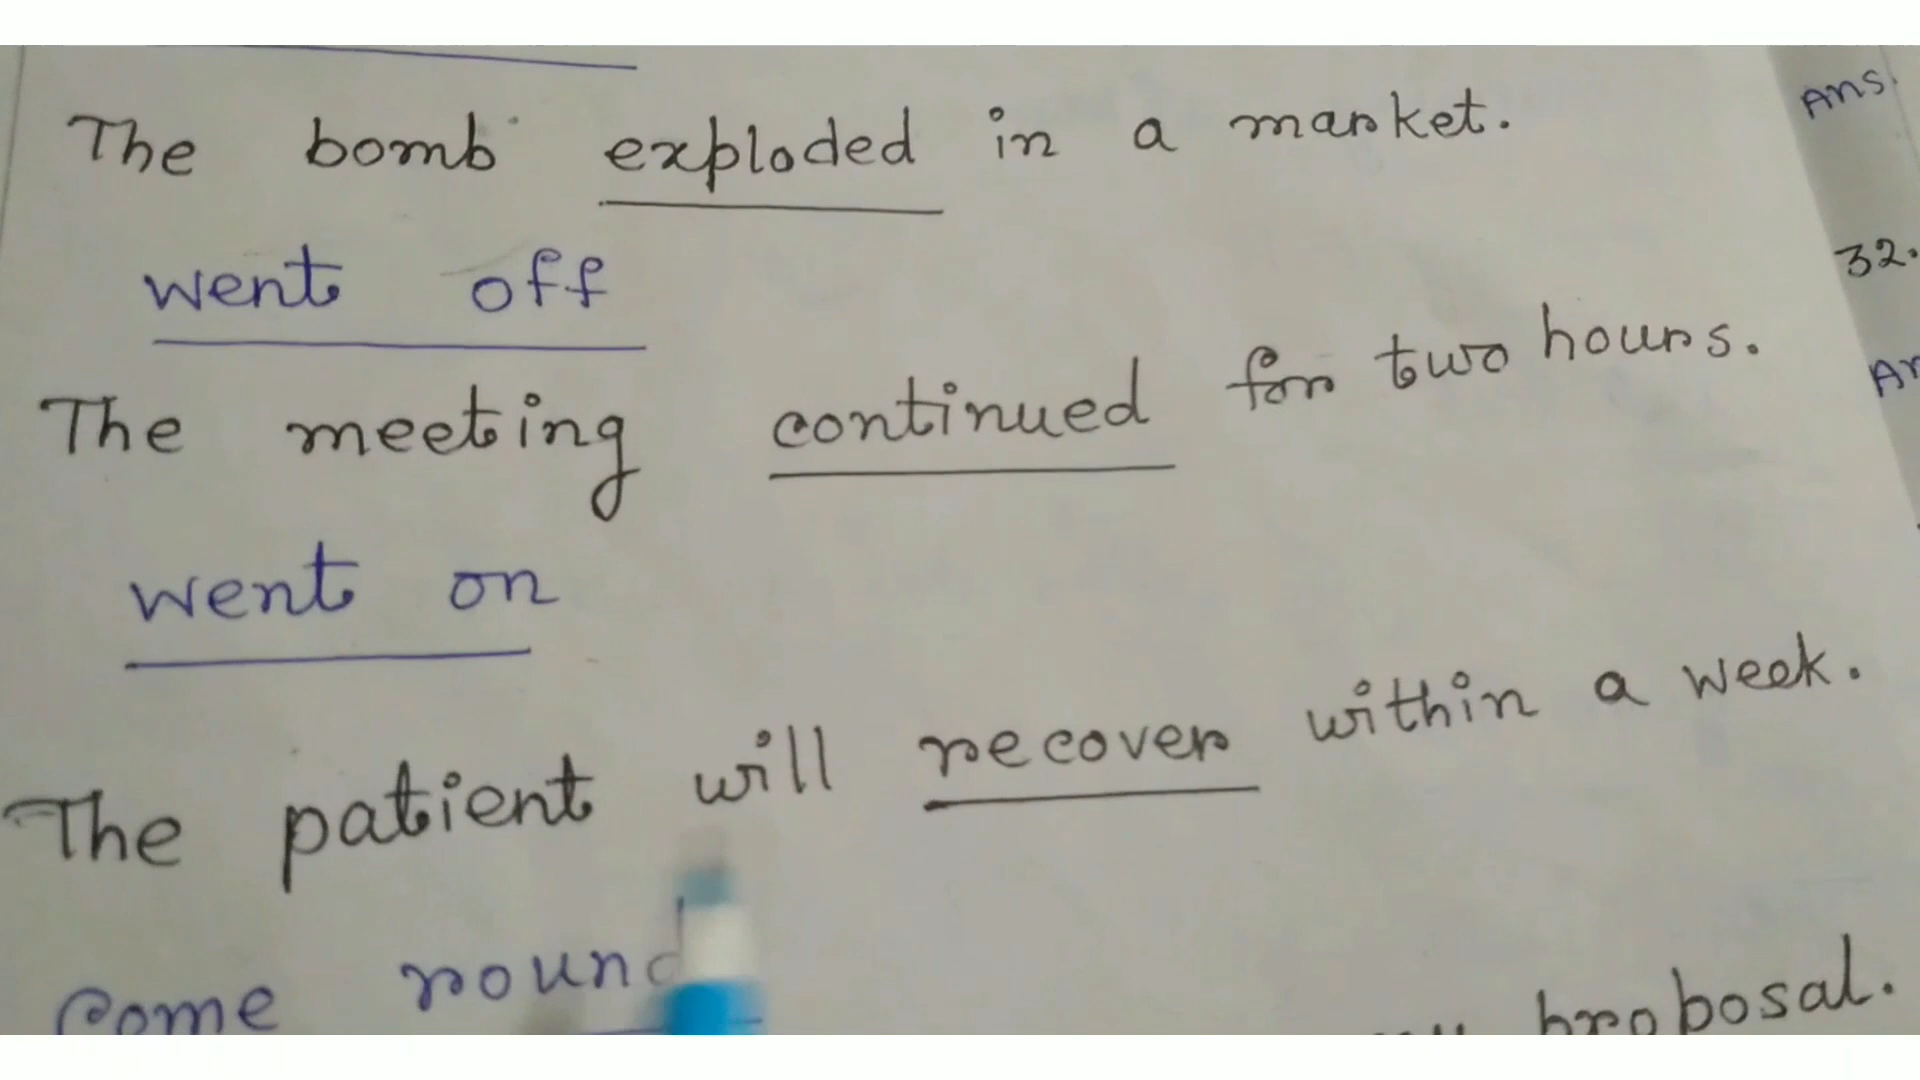 The bomb exploded in a market.
went off
The meeting continued for two hours.
went on
The patient will recover within a week.
come round
proposal.
Ans.
32.